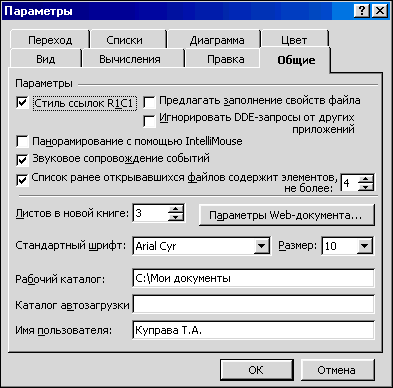 Параметры
Переход Списки Диаграмма Цвет
Вид Вычисления Правка Общие
Параметры
Стиль ссылок R1C1 Предлагать заполнение свойств файла
Игнорировать DDE-запросы от других
приложений
Панорамирование с помощью IntelliMouse
Звуковое сопровождение событий
Список ранее открывавшихся файлов содержит элементов,
не более: 4
Листов в новой книге: 3 Параметры Web-документа...
Стандартный шрифт: Arial Cyr Размер: 10
Рабочий каталог: C:\Мои документы
Каталог автозагрузки
Имя пользователя: Куправа Т.А.
OK Отмена